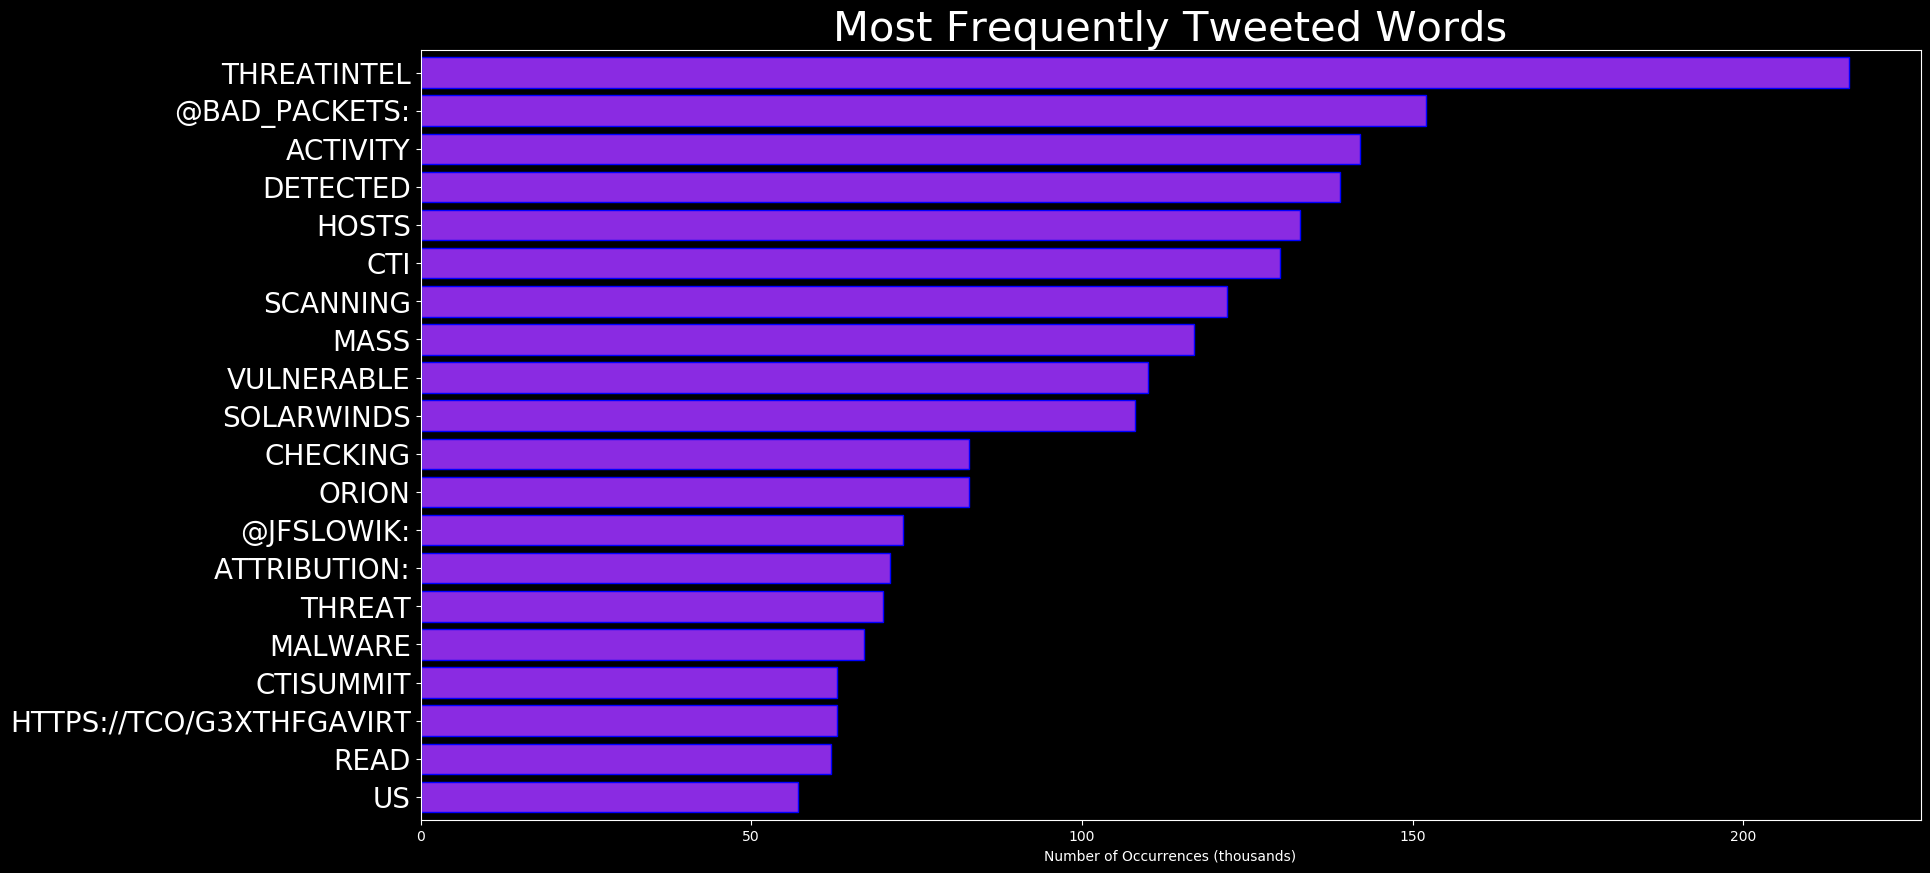 Most Frequently Tweeted Words
THREATINTEL
@BAD_PACKETS:
ACTIVITY
DETECTED
HOSTS
CTI
SCANNING
MASS
VULNERABLE
SOLARWINDS
CHECKING
ORION
@JFSLOWIK:
ATTRIBUTION:
THREAT
MALWARE
CTISUMMIT
HTTPS://TCO/G3XTHFGAVIRT
READ
US
0 50 100 150 200
Number of Occurrences (thousands)